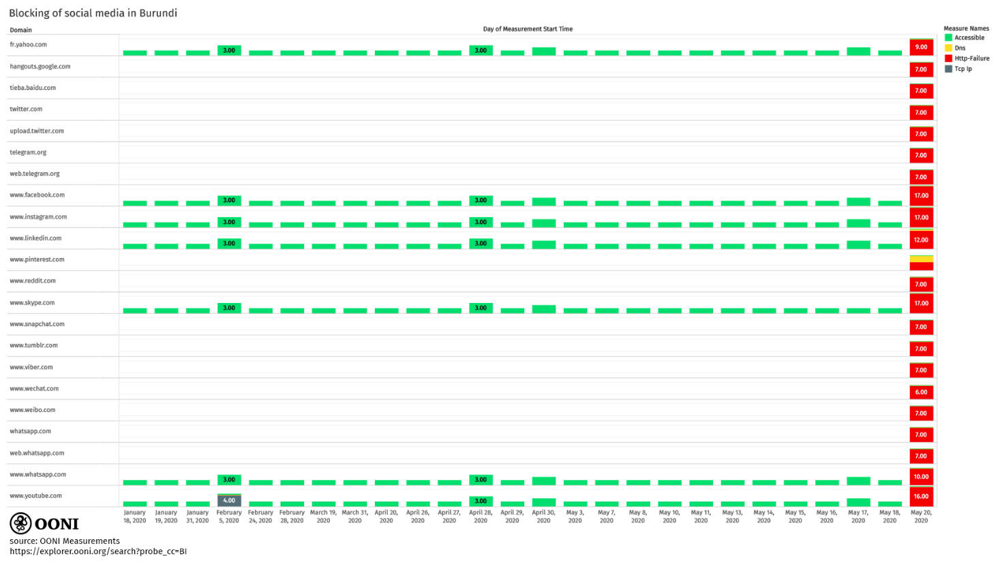 Blocking of social media in Burundi
Domain
Day of Measurement Start Time
Measure Names
Accessible
Dns
Http-Failure
Tcp Ip
fr.yahoo.com 3.00 3.00 9.00
hangouts.google.com 7.00
tieba.baidu.com 7.00
twitter.com 7.00
upload.twitter.com 7.00
telegram.org 7.00
web.telegram.org 7.00
www.facebook.com 3.00 3.00 17.00
www.instagram.com 3.00 3.00 17.00
www.linkedin.com 3.00 3.00 12.00
www.pinterest.com
www.reddit.com 7.00
www.skype.com 3.00 3.00 17.00
www.snapchat.com 7.00
www.tumblr.com 7.00
www.viber.com 7.00
www.wechat.com 6.00
www.weibo.com 7.00
whatsapp.com 7.00
web.whatsapp.com 7.00
www.whatsapp.com 3.00 3.00 10.00
www.youtube.com 4.00 3.00 16.00
January January January February February February March 19, March 31, April 20, April 26, April 27, April 28, April 29, April 30, May 3, May 7, May 8, May 10, May 11, May 13, May 14, May 15, May 16, May 17, May 18, May 20,
18, 2020 19, 2020 31, 2020 5, 2020 24, 2020 28, 2020 2020 2020 2020 2020 2020 2020 2020 2020 2020 2020 2020 2020 2020 2020 2020 2020 2020 2020 2020 2020
OONI
source: OONI Measurements
https://explorer.ooni.org/search?probe_cc=BI